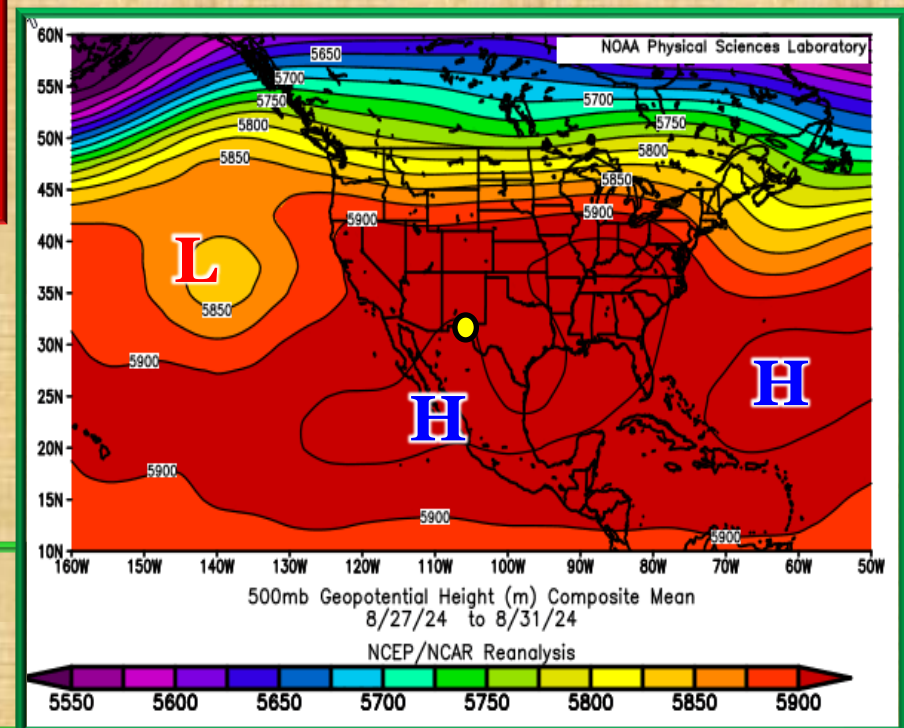 NOAA Physical Sciences Laboratory
60N
5650
55N
5700
5750
5700
50N
5800
5750
5850
5800
45N
5850
5900
5900
40N
L
35N
5850
30N
5900
25N
H
H
20N
5900
15N
5900
5900
10N
160W 150W 140W 130W 120W 110W 100W 90W 80W 70W 60W 50W
500mb Geopotential Height (m) Composite Mean
8/27/24 to 8/31/24
NCEP/NCAR Reanalysis
5550 5600 5650 5700 5750 5800 5850 5900